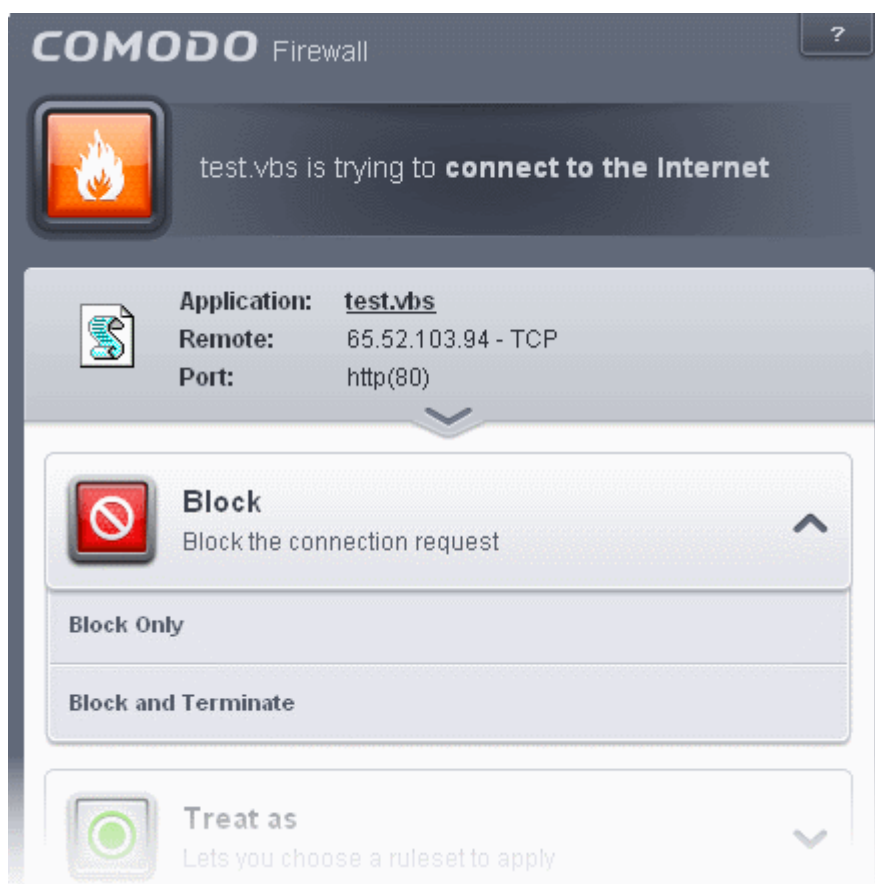 COMODO Firewall
?
test.vbs is trying to connect to the Internet
Application: test.vbs
Remote: 65.52.103.94 - TCP
Port: http(80)
Block
Block the connection request
Block Only
Block and Terminate
Treat as
Lets you choose a ruleset to apply